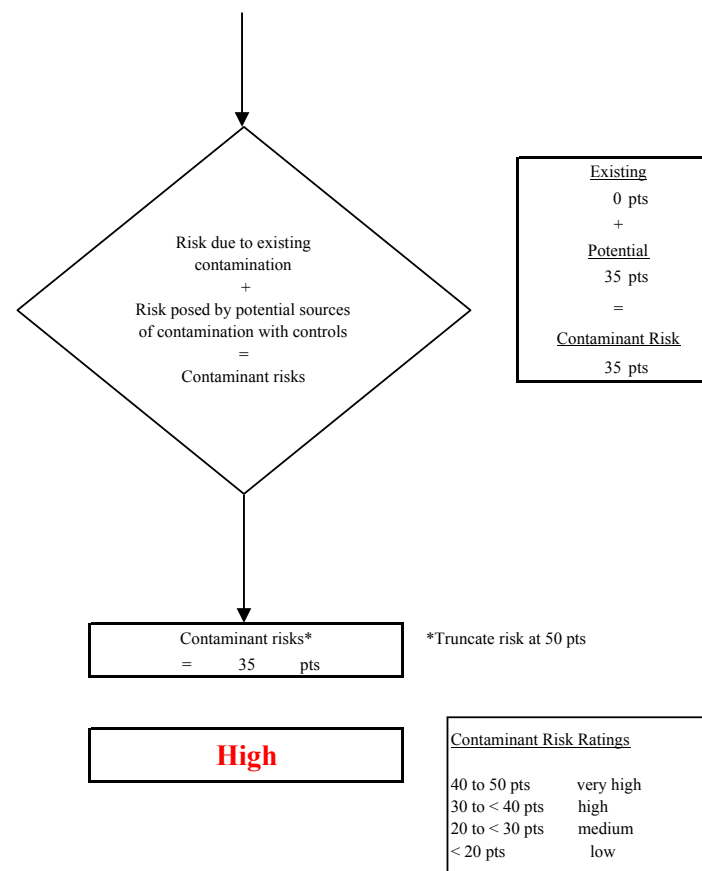 Risk due to existing
contamination
+
Risk posed by potential sources
of contamination with controls
=
Contaminant risks
Existing
0 pts
+
Potential
35 pts
=
Contaminant Risk
35 pts
Contaminant risks*
= 35 pts
*Truncate risk at 50 pts
High
Contaminant Risk Ratings
40 to 50 pts very high
30 to < 40 pts high
20 to < 30 pts medium
< 20 pts low